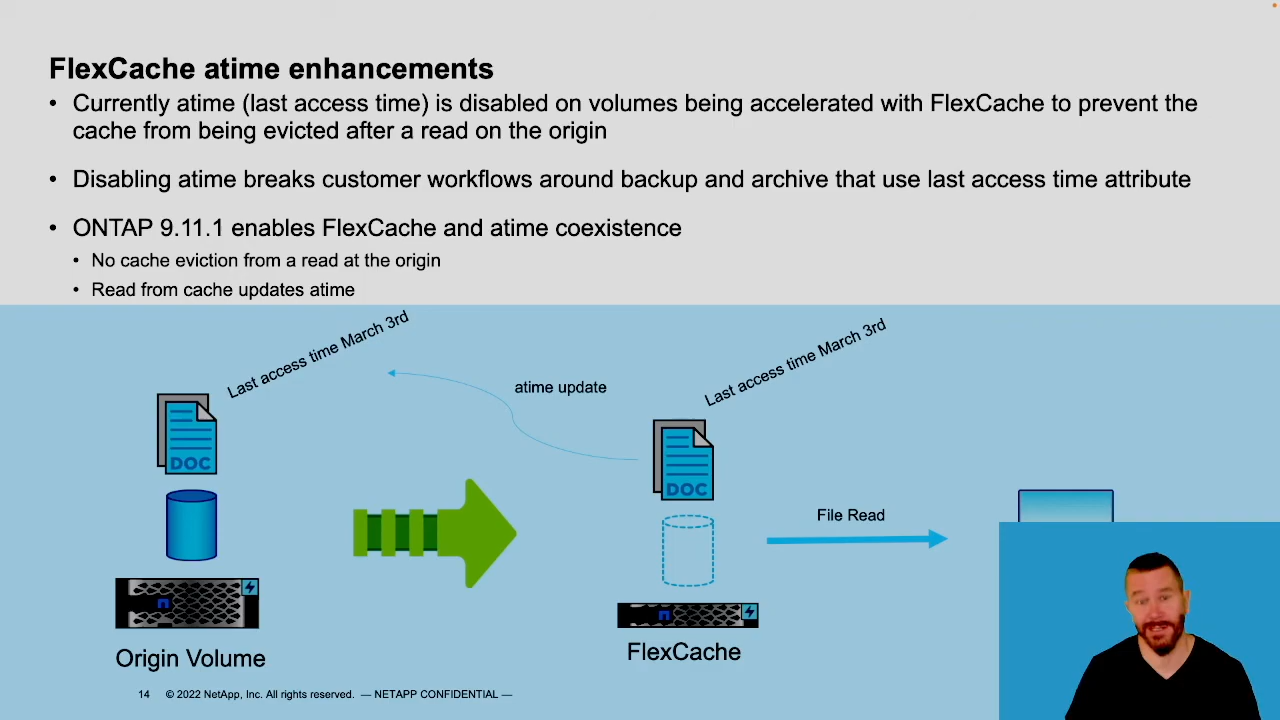 FlexCache atime enhancements
• Currently atime (last access time) is disabled on volumes being accelerated with FlexCache to prevent the
cache from being evicted after a read on the origin
• Disabling atime breaks customer workflows around backup and archive that use last access time attribute
• ONTAP 9.11.1 enables FlexCache and atime coexistence
• No cache eviction from a read at the origin
• Read from cache updates atime
Last access time March 3rd
Last access time March 3rd
atime update
DOC
DOC
File Read
Origin Volume
FlexCache
14 © 2022 NetApp, Inc. All rights reserved. — NETAPP CONFIDENTIAL —